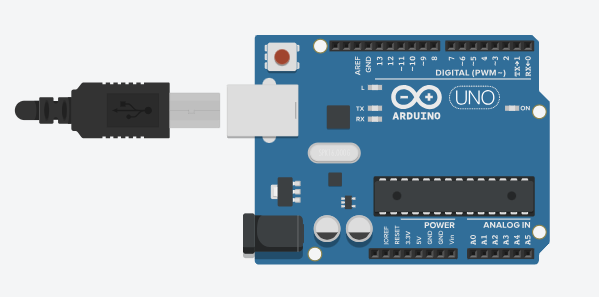 AREF
GND
13
12
~11
~10
~9
8
7
~6
~5
4
~3
2
TX→1
RX←0
DIGITAL (PWM~)
L
TX
RX
ARDUINO
UNO
ON
POWER
ANALOG IN
IOREF
RESET
3.3V
5V
GND
GND
Vin
A0
A1
A2
A3
A4
A5